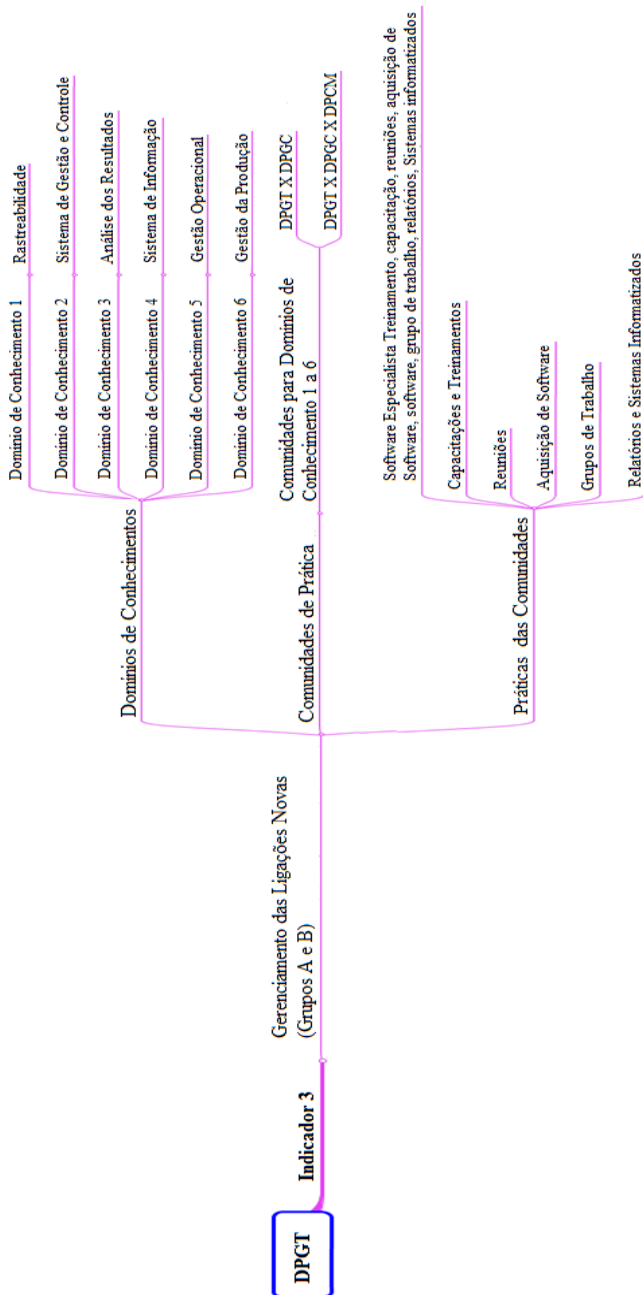 DPGT
Indicador 3
Gerenciamento das Ligações Novas
(Grupos A e B)
Domínios de Conhecimentos
Domínio de Conhecimento 1
Rastreabilidade
Domínio de Conhecimento 2
Sistema de Gestão e Controle
Domínio de Conhecimento 3
Análise dos Resultados
Domínio de Conhecimento 4
Sistema de Informação
Domínio de Conhecimento 5
Gestão Operacional
Domínio de Conhecimento 6
Gestão da Produção
Comunidades de Prática
Comunidades para Domínios de
Conhecimento 1 a 6
DPGT X DPGC
DPGT X DPGC X DPCM
Práticas das Comunidades
Software Especialista Treinamento, capacitação, reuniões, aquisição de
Software, software, grupo de trabalho, relatórios, Sistemas informatizados
Capacitações e Treinamentos
Reuniões
Aquisição de Software
Grupos de Trabalho
Relatórios e Sistemas Informatizados